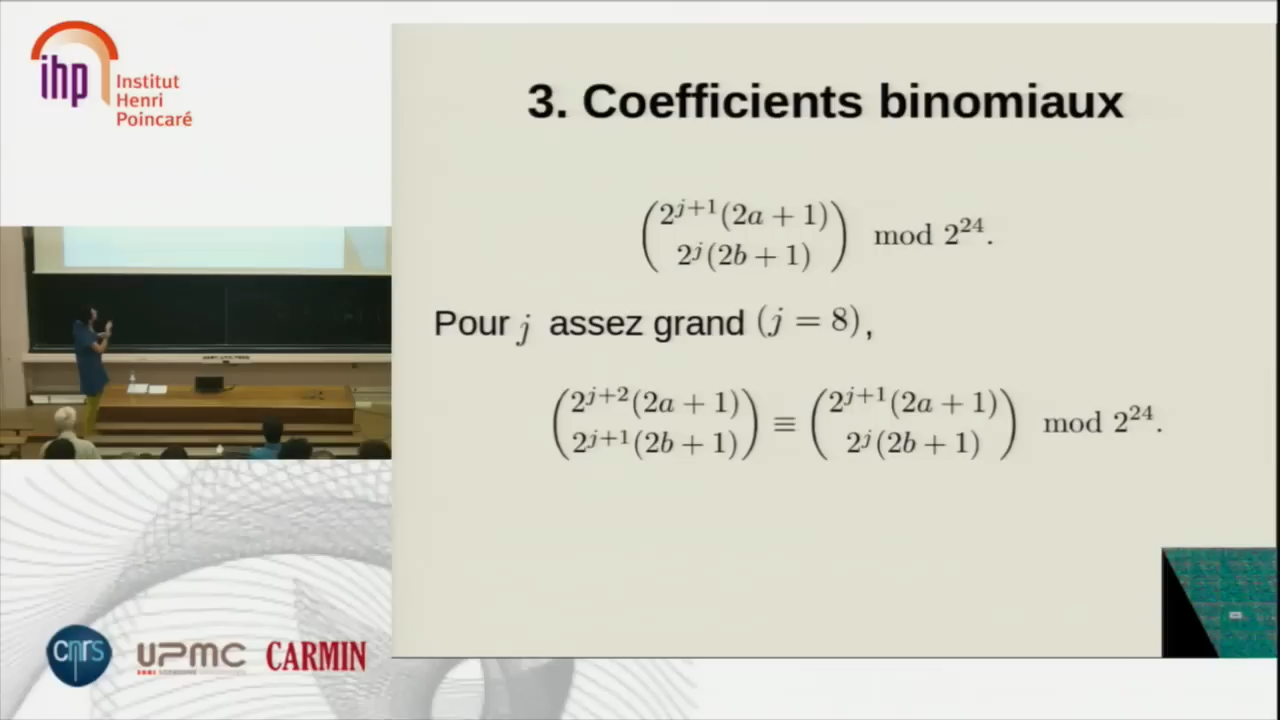 ihp
Institut
Henri
Poincaré
3. Coefficients binomiaux
\binom{2^{j+1}(2a+1)}{2^j(2b+1)} mod 2^{24}.
Pour j assez grand (j = 8),
\binom{2^{j+2}(2a+1)}{2^{j+1}(2b+1)} ≡ \binom{2^{j+1}(2a+1)}{2^j(2b+1)} mod 2^{24}.
cnrs
UPMC
CARMIN